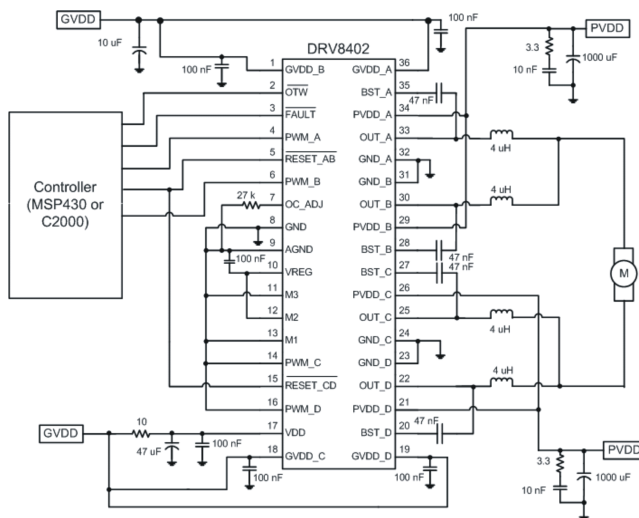 GVDD
10 uF
100 nF
100 nF
PVDD
3.3
10 nF
1000 uF
DRV8402
Controller
(MSP430 or
C2000)
1 GVDD_B GVDD_A 36
2 OTW BST_A 35
47 nF
3 FAULT PVDD_A 34
4 PWM_A OUT_A 33
4 uH
5 RESET_AB GND_A 32
6 PWM_B GND_B 31
27 k
7 OC_ADJ OUT_B 30
4 uH
8 GND PVDD_B 29
9 AGND BST_B 28
47 nF
100 nF
10 VREG BST_C 27
47 nF
M
11 M3 PVDD_C 26
12 M2 OUT_C 25
4 uH
13 M1 GND_C 24
14 PWM_C GND_D 23
15 RESET_CD OUT_D 22
4 uH
16 PWM_D PVDD_D 21
17 VDD BST_D 20
47 nF
18 GVDD_C GVDD_D 19
GVDD
10
47 uF
100 nF
100 nF
100 nF
PVDD
3.3
10 nF
1000 uF